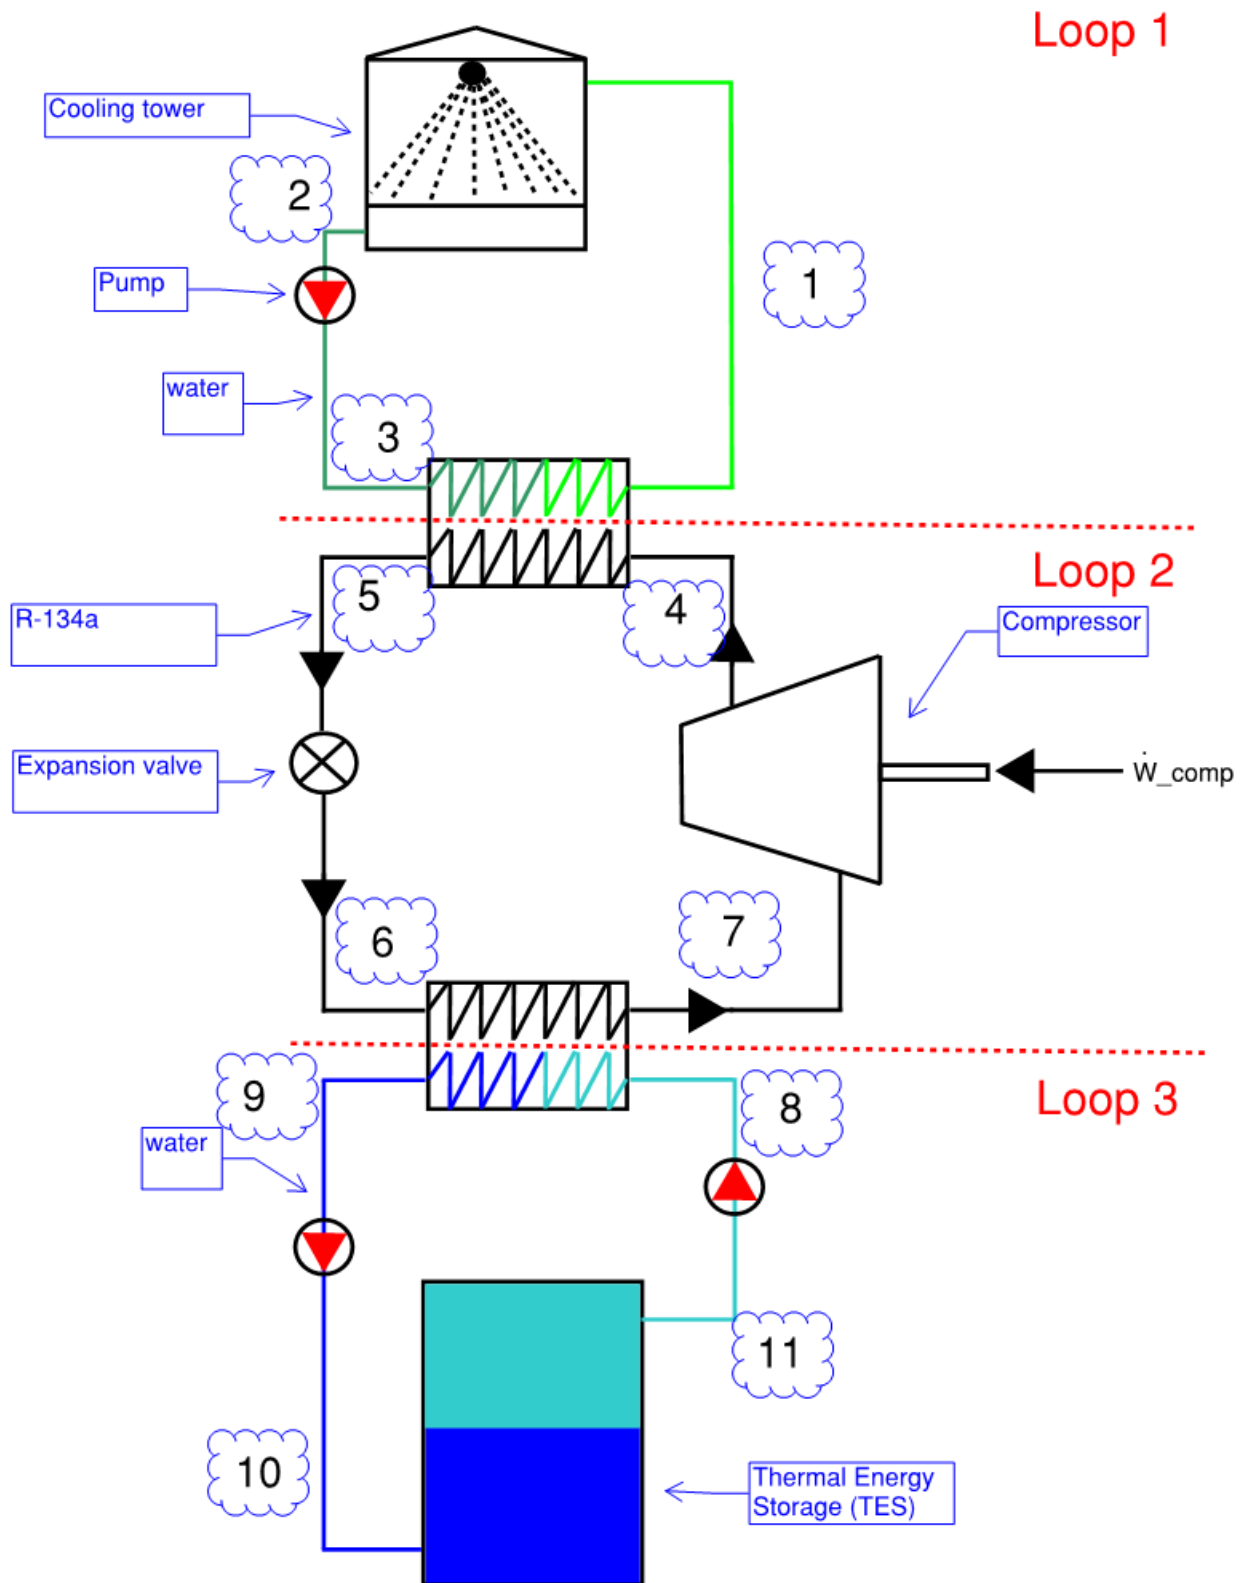 Loop 1
Cooling tower
2
Pump
1
water
3
Loop 2
5
4
R-134a
Compressor
Expansion valve
Ẇ_comp
6
7
9
8
Loop 3
water
11
10
Thermal Energy
Storage (TES)